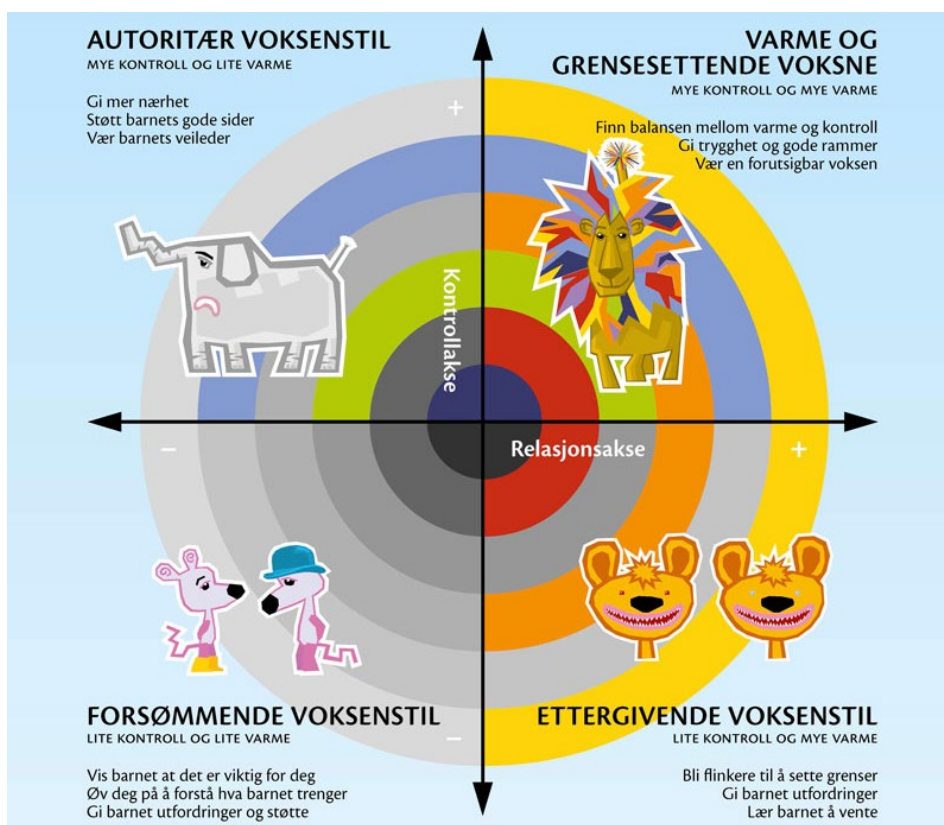 AUTORITÆR VOKSENSTIL
MYE KONTROLL OG LITE VARME
Gi mer nærhet
Støtt barnets gode sider
Vær barnets veileder
VARME OG
GRENSESETTENDE VOKSNE
MYE KONTROLL OG MYE VARME
Finn balansen mellom varme og kontroll
Gi trygghet og gode rammer
Vær en forutsigbar voksen
+
Kontrollakse
–
Relasjonsakse
+
–
FORSØMMENDE VOKSENSTIL
LITE KONTROLL OG LITE VARME
Vis barnet at det er viktig for deg
Øv deg på å forstå hva barnet trenger
Gi barnet utfordringer og støtte
ETTERGIVENDE VOKSENSTIL
LITE KONTROLL OG MYE VARME
Bli flinkere til å sette grenser
Gi barnet utfordringer
Lær barnet å vente